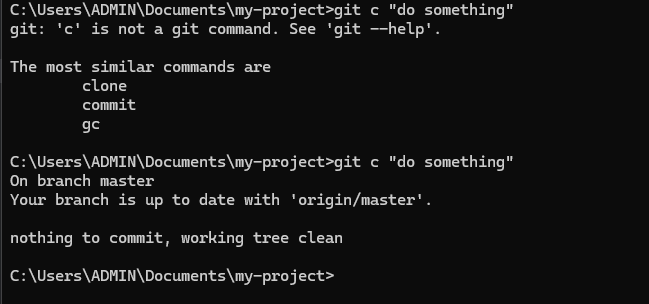 C:\Users\ADMIN\Documents\my-project>git c "do something"
git: 'c' is not a git command. See 'git --help'.
The most similar commands are
clone
commit
gc
C:\Users\ADMIN\Documents\my-project>git c "do something"
On branch master
Your branch is up to date with 'origin/master'.
nothing to commit, working tree clean
C:\Users\ADMIN\Documents\my-project>